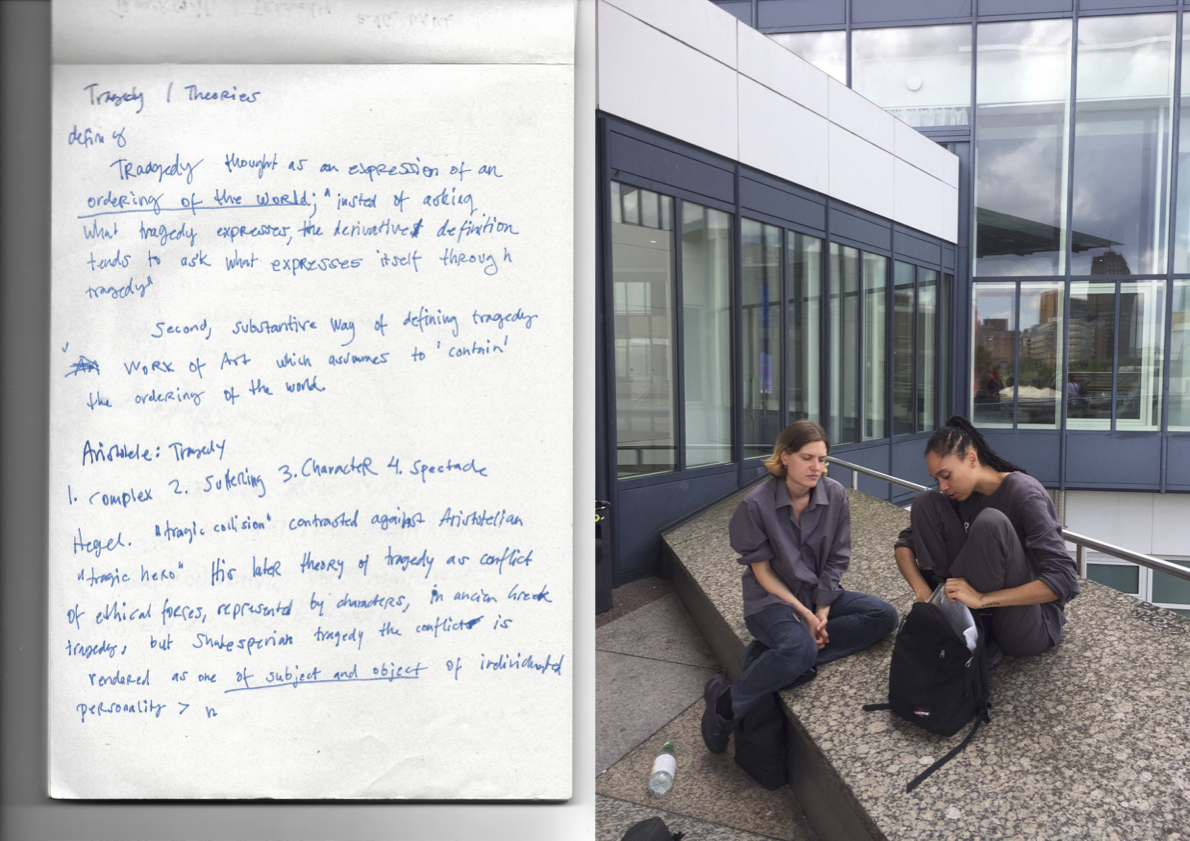 Tragedy / Theories
defin of
Tradgedy thought as an expression of an
ordering of the world; "insted of asking
what tragedy expresses, the derivative definition
tends to ask what expresses itself through
tragedy"
Second, substantive way of defining tragedy
Work of Art which assumes to 'contain'
the ordering of the world.
Aristotele: Tragedy
1. complex 2. Suffering 3. Character 4. Spectacle
Hegel. "tragic collision" contrasted against Aristotelian
"tragic hero" His later theory of tragedy as conflict
of ethical forces, represented by characters, in ancien Greek
tragedy, but Shakesperian tragedy the conflict is
rendered as one of subject and object of individuated
personality >